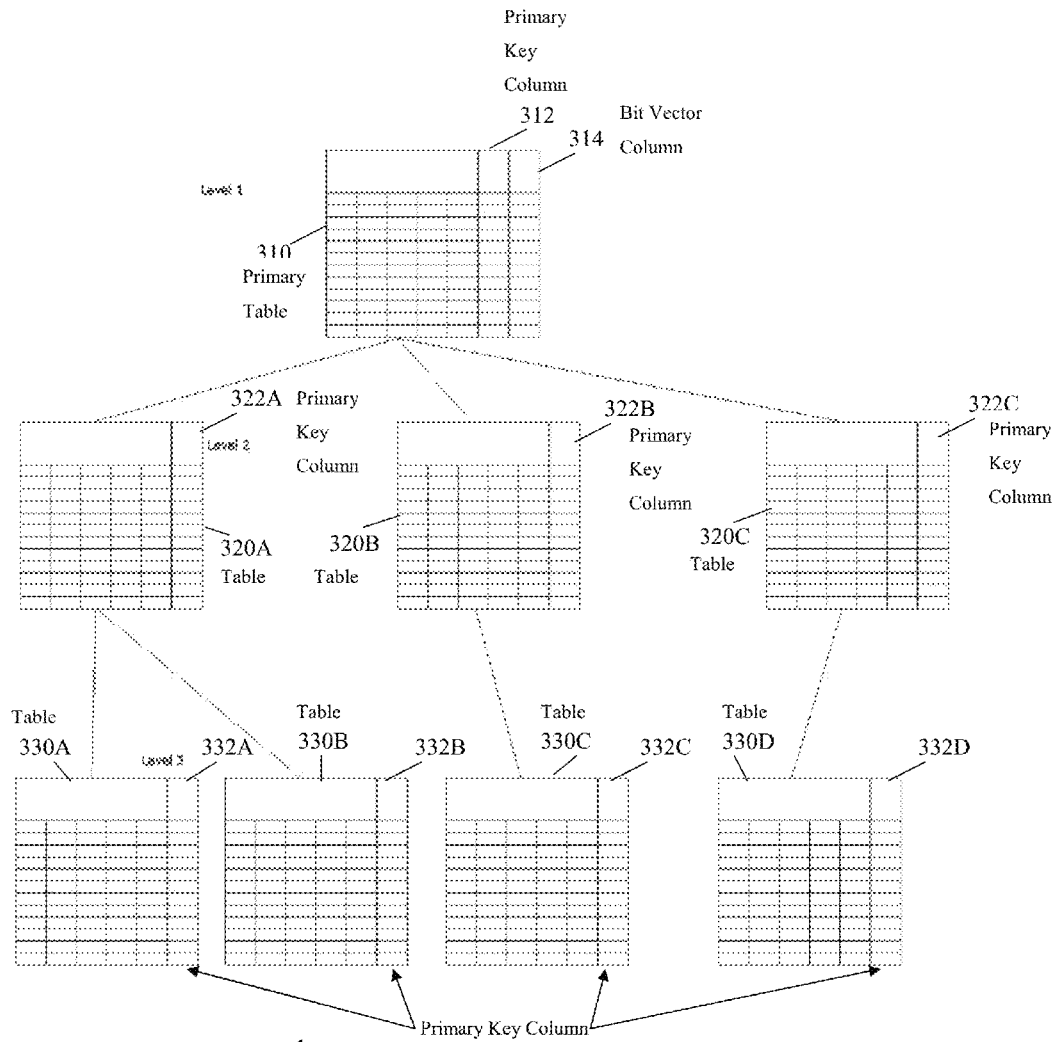 Primary
Key
Column
312
Bit Vector
314
Column
Level 1
310
Primary
Table
322A
Primary
Key
Column
Level 2
320A
Table
322B
Primary
Key
Column
320B
Table
322C
Primary
Key
Column
320C
Table
Table
330A
Level 3
332A
Table
330B
332B
Table
330C
332C
Table
330D
332D
Primary Key Column